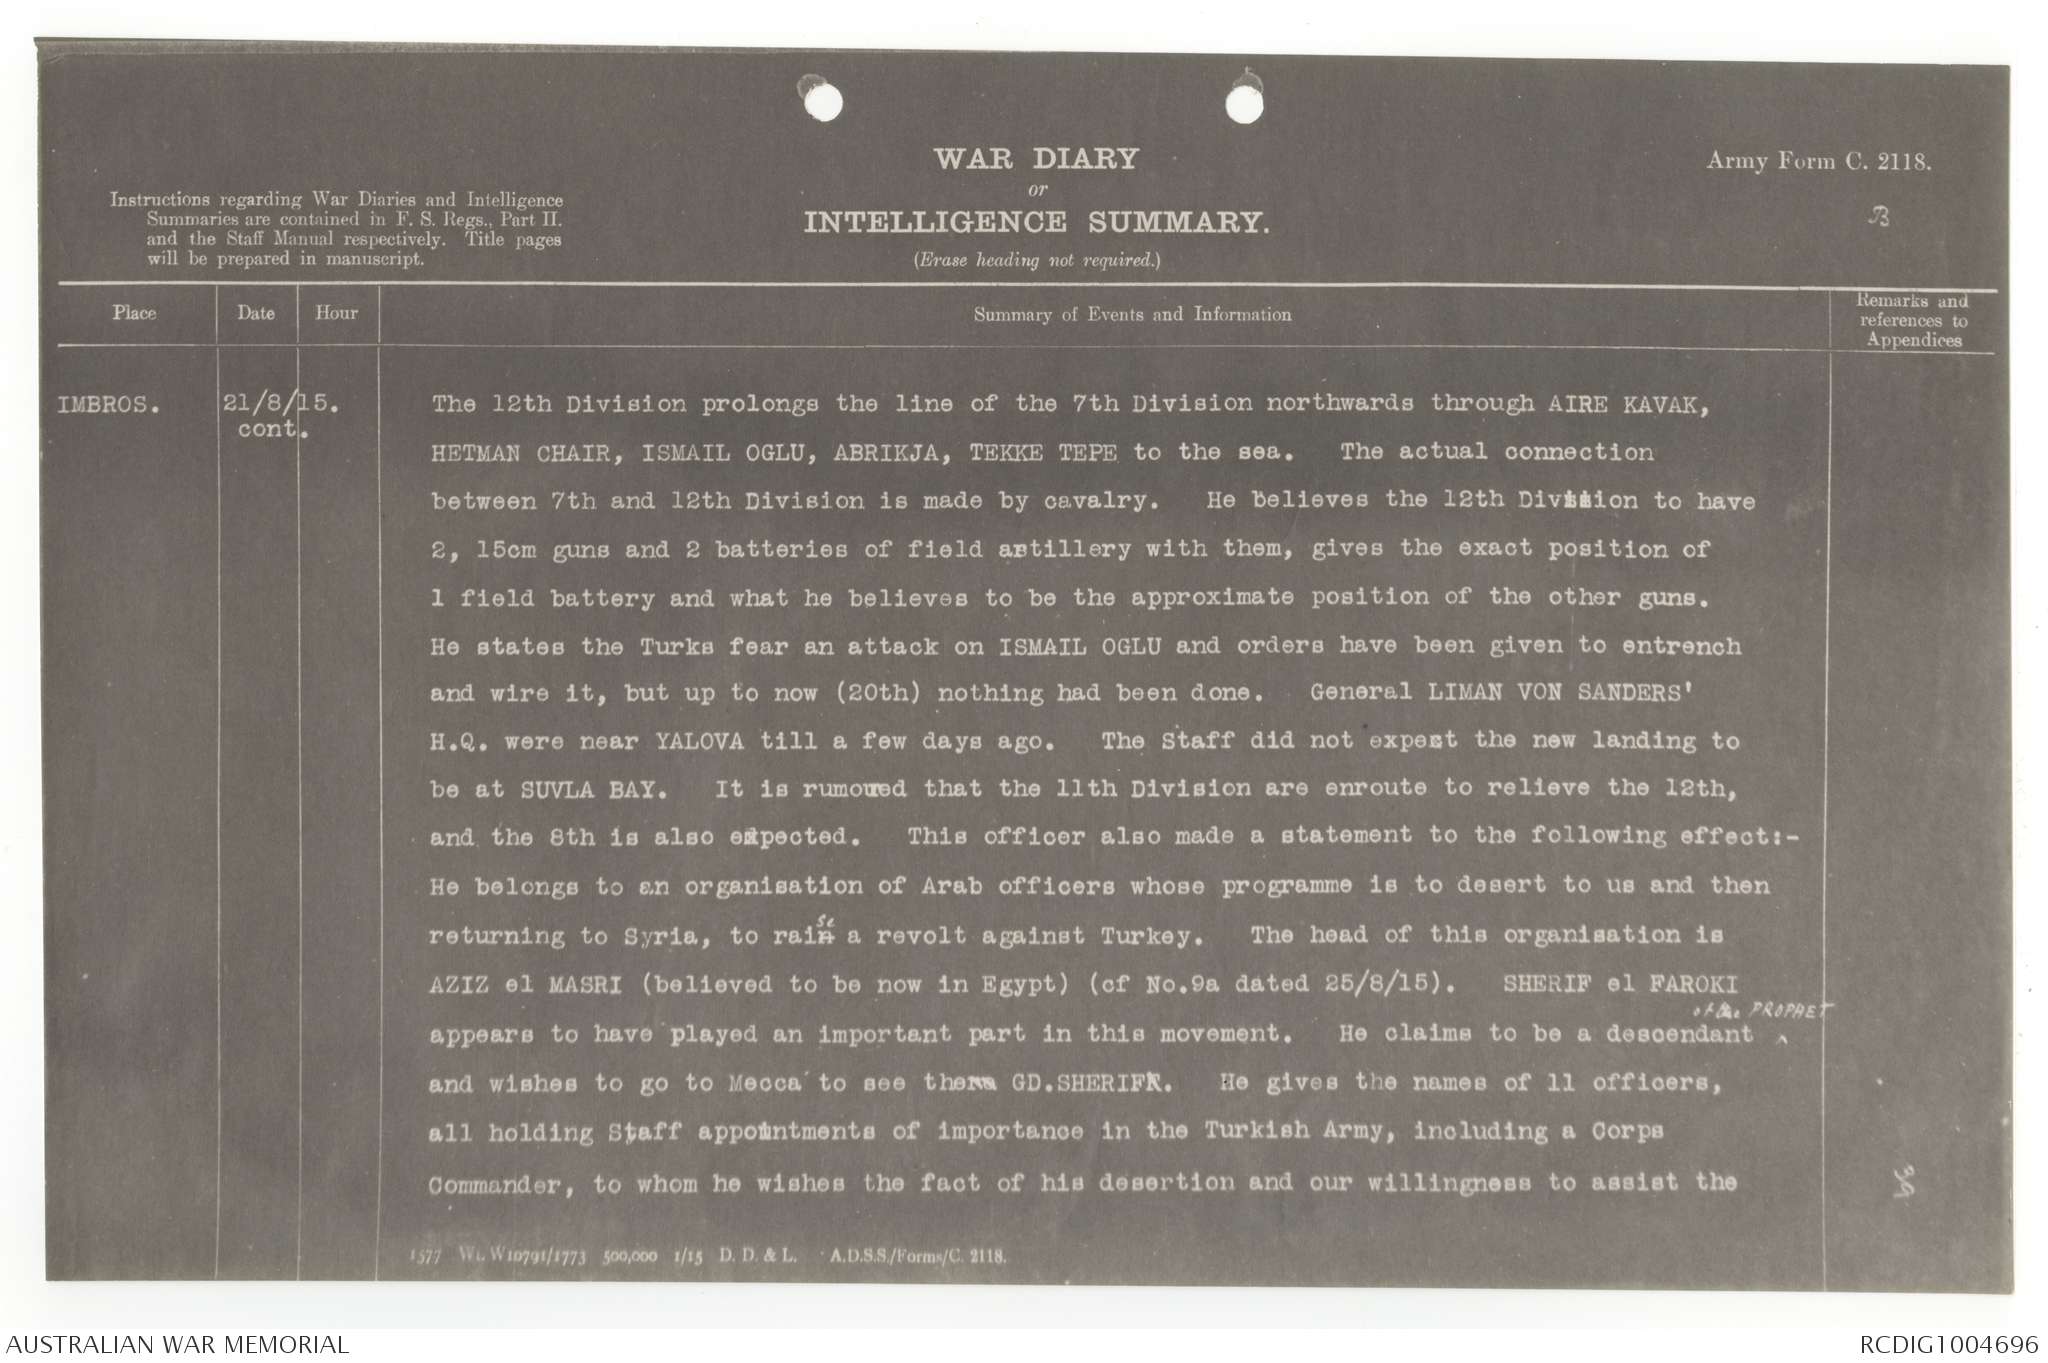 WAR DIARY
or
INTELLIGENCE SUMMARY.
(Erase heading not required.)
Army Form C. 2118.
B
Instructions regarding War Diaries and Intelligence
Summaries are contained in F. S. Regs., Part II.
and the Staff Manual respectively. Title pages
will be prepared in manuscript.
Place
Date
Hour
Summary of Events and Information
Remarks and
references to
Appendices
IMBROS.
21/8/15.
cont.
The 12th Division prolongs the line of the 7th Division northwards through AIRE KAVAK,
HETMAN CHAIR, ISMAIL OGLU, ABRIKJA, TEKKE TEPE to the sea. The actual connection
between 7th and 12th Division is made by cavalry. He believes the 12th Division to have
2, 15cm guns and 2 batteries of field artillery with them, gives the exact position of
1 field battery and what he believes to be the approximate position of the other guns.
He states the Turks fear an attack on ISMAIL OGLU and orders have been given to entrench
and wire it, but up to now (20th) nothing had been done. General LIMAN VON SANDERS'
H.Q. were near YALOVA till a few days ago. The Staff did not expect the new landing to
be at SUVLA BAY. It is rumoured that the 11th Division are enroute to relieve the 12th,
and the 8th is also expected. This officer also made a statement to the following effect:-
He belongs to an organisation of Arab officers whose programme is to desert to us and then
returning to Syria, to raise a revolt against Turkey. The head of this organisation is
AZIZ el MASRI (believed to be now in Egypt) (cf No.9a dated 25/8/15). SHERIF el FAROKI
of the PROPHET
appears to have played an important part in this movement. He claims to be a descendant ^
and wishes to go to Mecca to see the GD.SHERIF. He gives the names of 11 officers,
all holding Staff appointments of importance in the Turkish Army, including a Corps
Commander, to whom he wishes the fact of his desertion and our willingness to assist the
1577 Wt. W10791/1773 500,000 1/15 D. D. & L. A.D.S.S./Forms/C. 2118.
AUSTRALIAN WAR MEMORIAL
RCDIG1004696